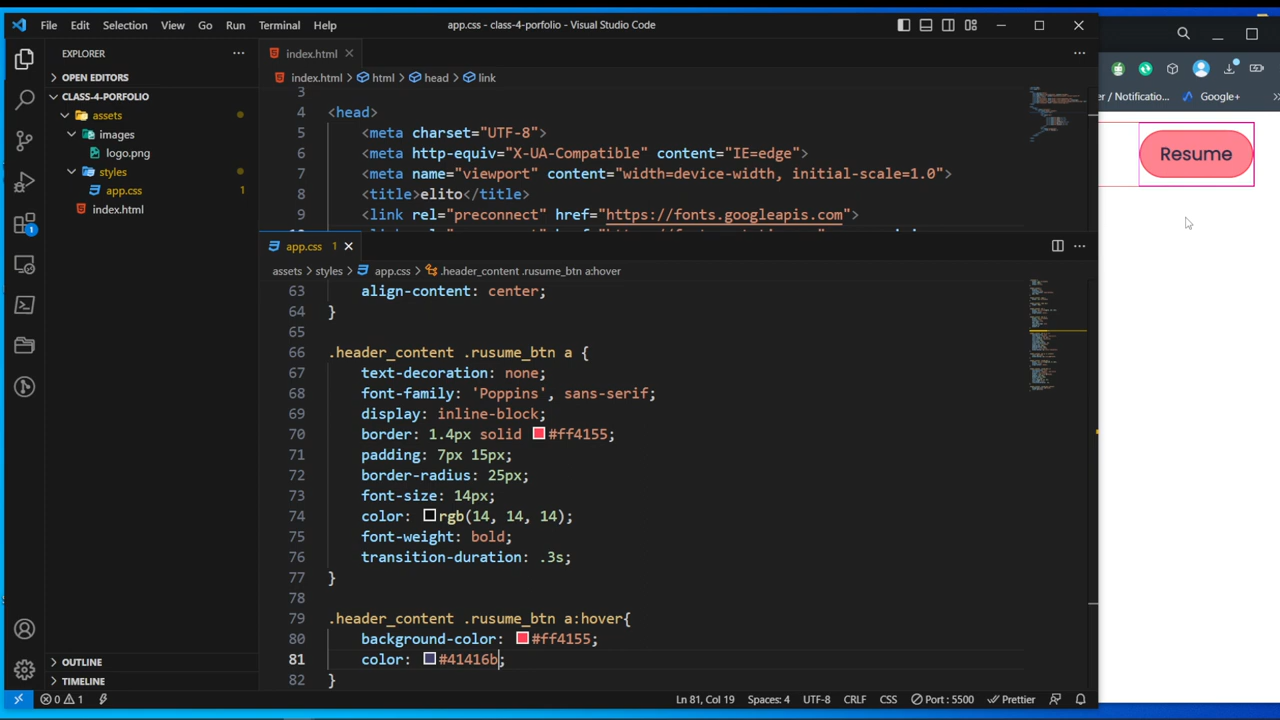 File Edit Selection View Go Run Terminal Help
app.css - class-4-porfolio - Visual Studio Code
EXPLORER
OPEN EDITORS
CLASS-4-PORFOLIO
assets
images
logo.png
styles
app.css 1
index.html
OUTLINE
TIMELINE
1
index.html
index.html > html > head > link
3
4 <head>
5 <meta charset="UTF-8">
6 <meta http-equiv="X-UA-Compatible" content="IE=edge">
7 <meta name="viewport" content="width=device-width, initial-scale=1.0">
8 <title>elito</title>
9 <link rel="preconnect" href="https://fonts.googleapis.com">
app.css 1
assets > styles > app.css > .header_content .rusume_btn a:hover
63 align-content: center;
64 }
65
66 .header_content .rusume_btn a {
67 text-decoration: none;
68 font-family: 'Poppins', sans-serif;
69 display: inline-block;
70 border: 1.4px solid #ff4155;
71 padding: 7px 15px;
72 border-radius: 25px;
73 font-size: 14px;
74 color: rgb(14, 14, 14);
75 font-weight: bold;
76 transition-duration: .3s;
77 }
78
79 .header_content .rusume_btn a:hover{
80 background-color: #ff4155;
81 color: #41416b;
82 }
0 1 Ln 81, Col 19 Spaces: 4 UTF-8 CRLF CSS Port : 5500 Prettier
er / Notificatio... Google+
Resume